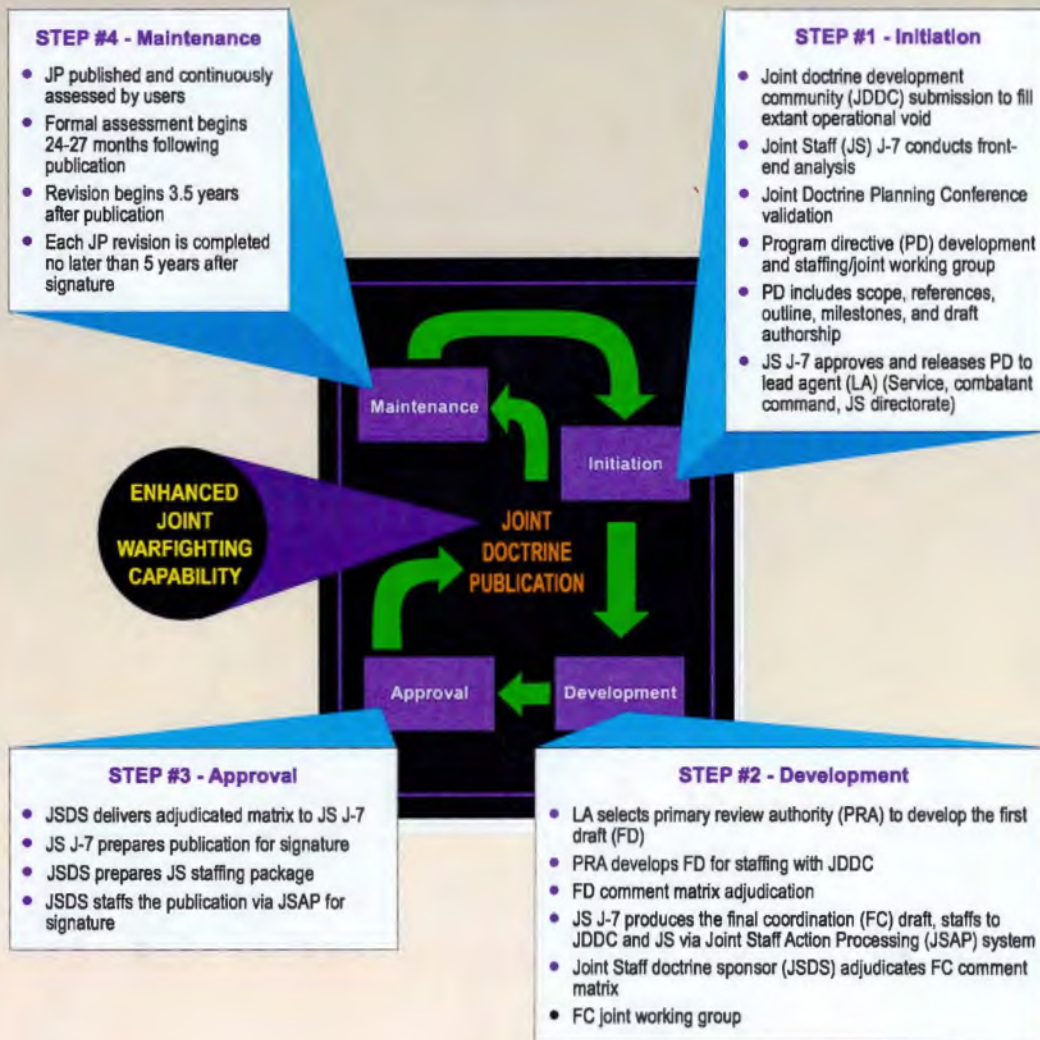 STEP #4 - Maintenance
• JP published and continuously
assessed by users
• Formal assessment begins
24-27 months following
publication
• Revision begins 3.5 years
after publication
• Each JP revision is completed
no later than 5 years after
signature
STEP #1 - Initiation
• Joint doctrine development
community (JDDC) submission to fill
extant operational void
• Joint Staff (JS) J-7 conducts front-
end analysis
• Joint Doctrine Planning Conference
validation
• Program directive (PD) development
and staffing/joint working group
• PD includes scope, references,
outline, milestones, and draft
authorship
• JS J-7 approves and releases PD to
lead agent (LA) (Service, combatant
command, JS directorate)
Maintenance
Initiation
ENHANCED
JOINT
WARFIGHTING
CAPABILITY
JOINT
DOCTRINE
PUBLICATION
Approval
Development
STEP #3 - Approval
• JSDS delivers adjudicated matrix to JS J-7
• JS J-7 prepares publication for signature
• JSDS prepares JS staffing package
• JSDS staffs the publication via JSAP for
signature
STEP #2 - Development
• LA selects primary review authority (PRA) to develop the first
draft (FD)
• PRA develops FD for staffing with JDDC
• FD comment matrix adjudication
• JS J-7 produces the final coordination (FC) draft, staffs to
JDDC and JS via Joint Staff Action Processing (JSAP) system
• Joint Staff doctrine sponsor (JSDS) adjudicates FC comment
matrix
• FC joint working group